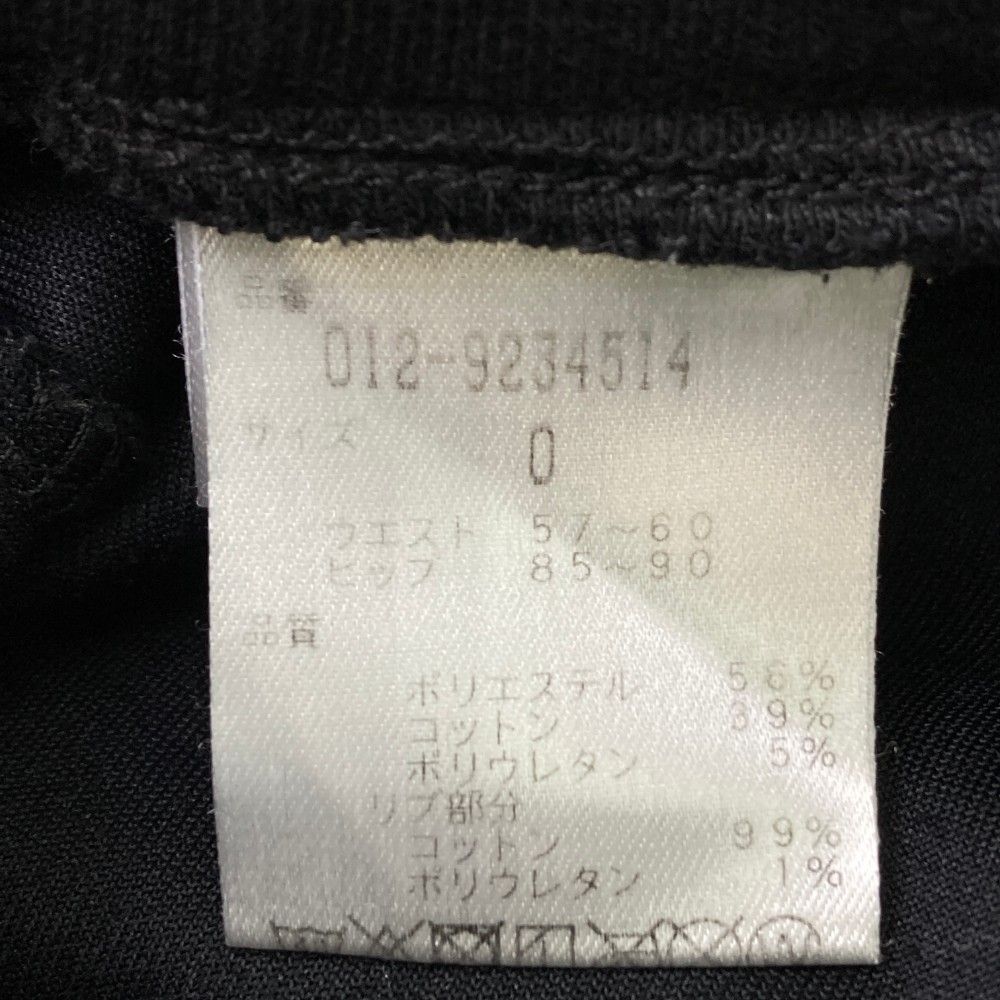 品番
012-9234514
サイズ 0
ウエスト 57～60
ヒップ 85～90
品質
ポリエステル 56%
コットン 39%
ポリウレタン 5%
リブ部分
コットン 99%
ポリウレタン 1%